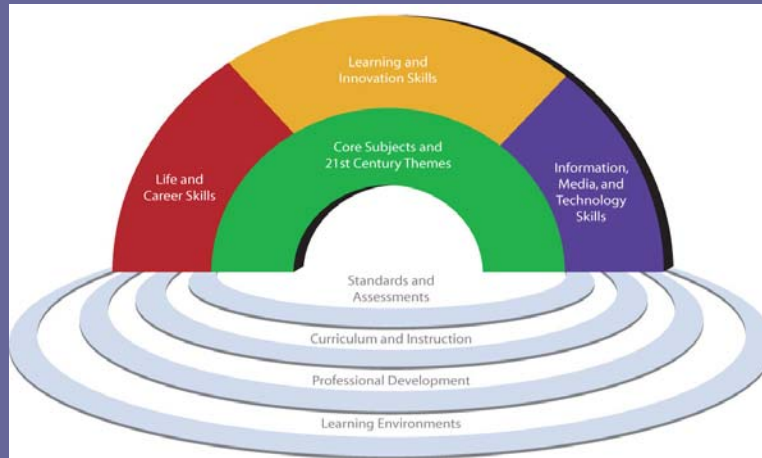 Learning and
Innovation Skills
Core Subjects and
21st Century Themes
Life and
Career Skills
Information,
Media, and
Technology
Skills
Standards and
Assessments
Curriculum and Instruction
Professional Development
Learning Environments